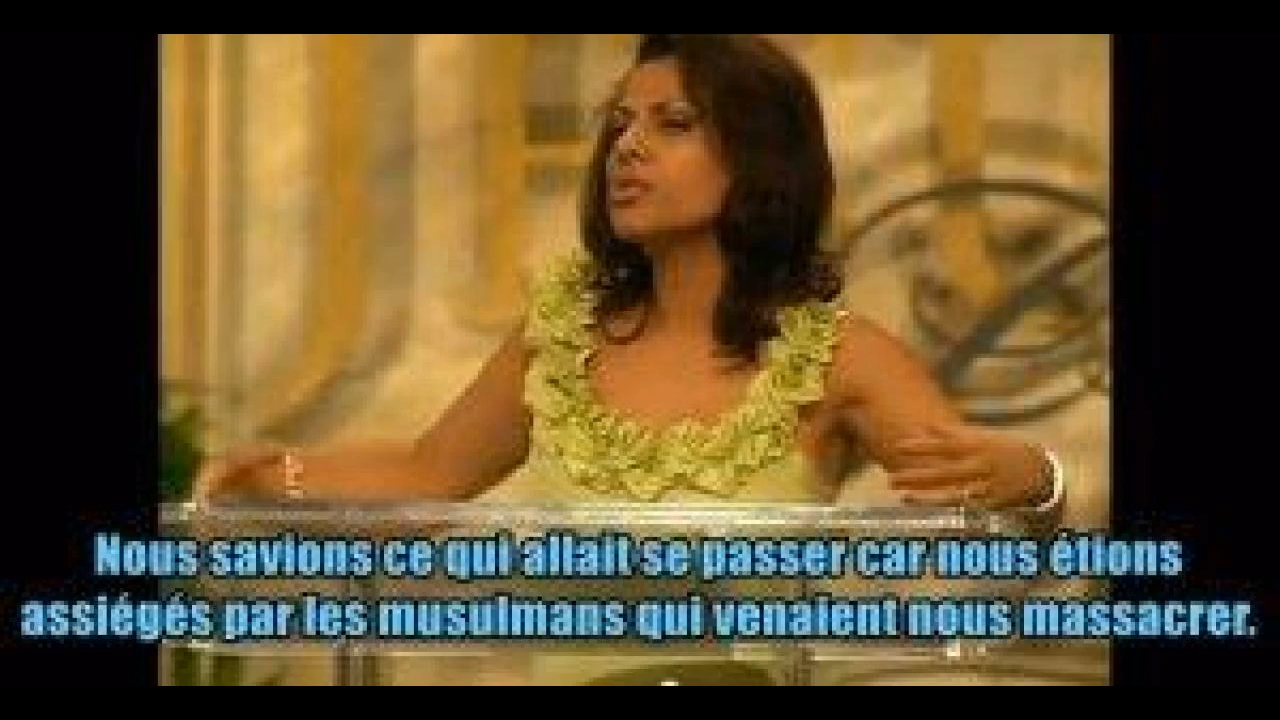 Nous savions ce qui allait se passer car nous étions
assiégés par les musulmans qui venaient nous massacrer.